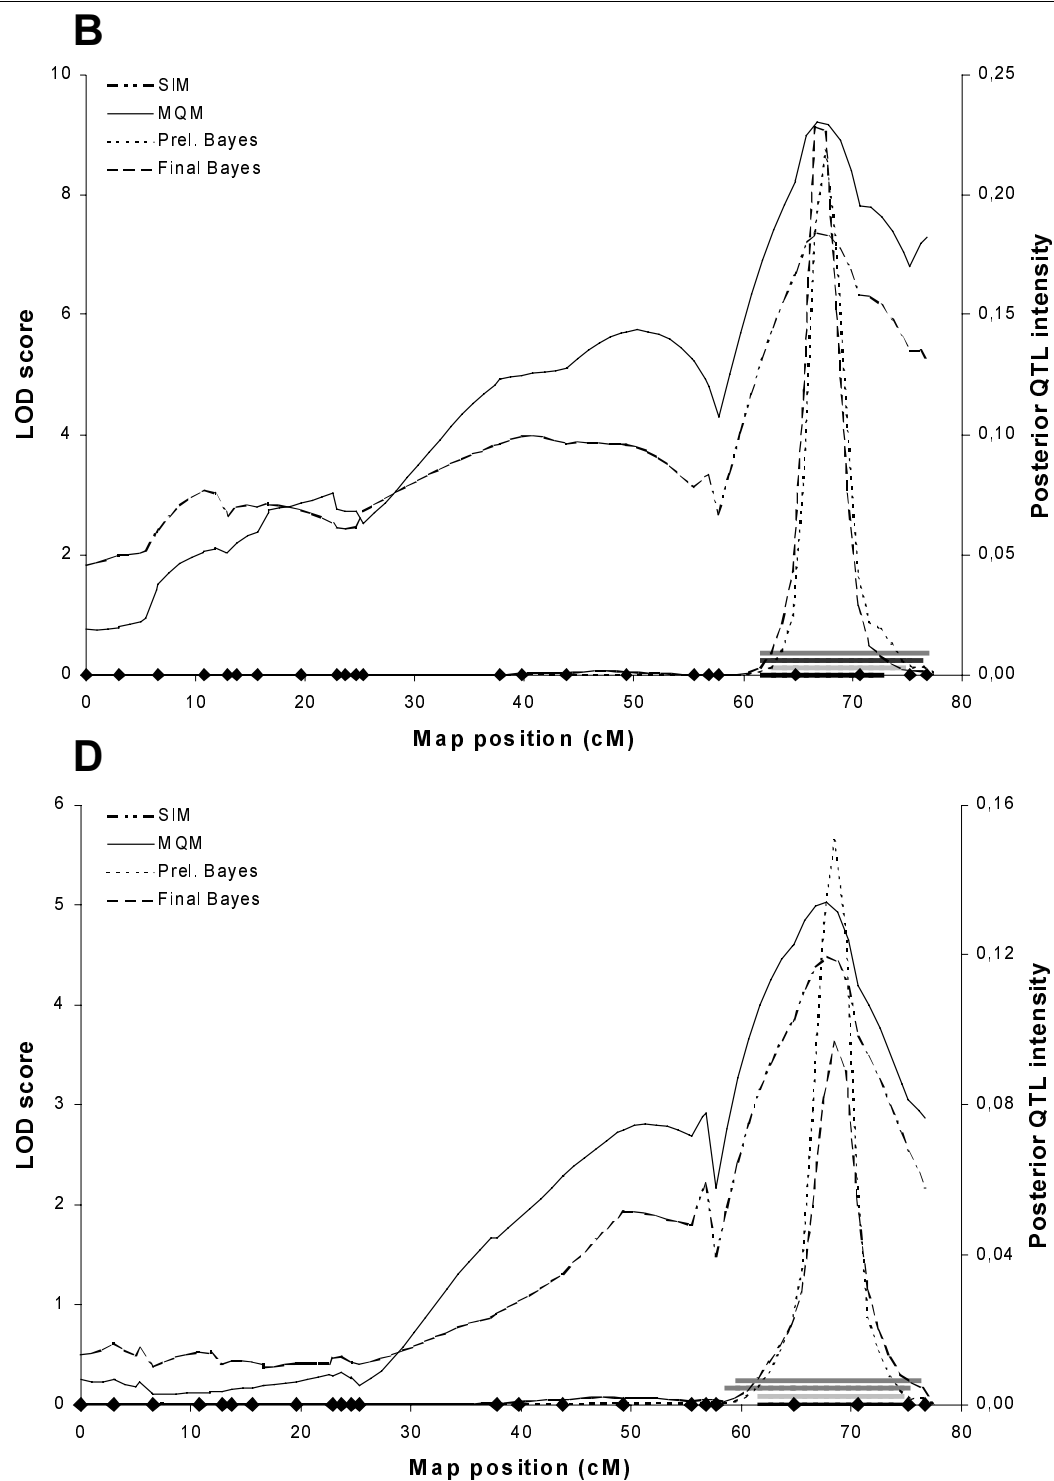 B
10
8
6
4
2
0
LOD score
SIM
MQM
Prel. Bayes
Final Bayes
0,25
0,20
0,15
0,10
0,05
0,00
Posterior QTL intensity
0 10 20 30 40 50 60 70 80
Map position (cM)
D
6
5
4
3
2
1
0
LOD score
SIM
MQM
Prel. Bayes
Final Bayes
0,16
0,12
0,08
0,04
0,00
Posterior QTL intensity
0 10 20 30 40 50 60 70 80
Map position (cM)